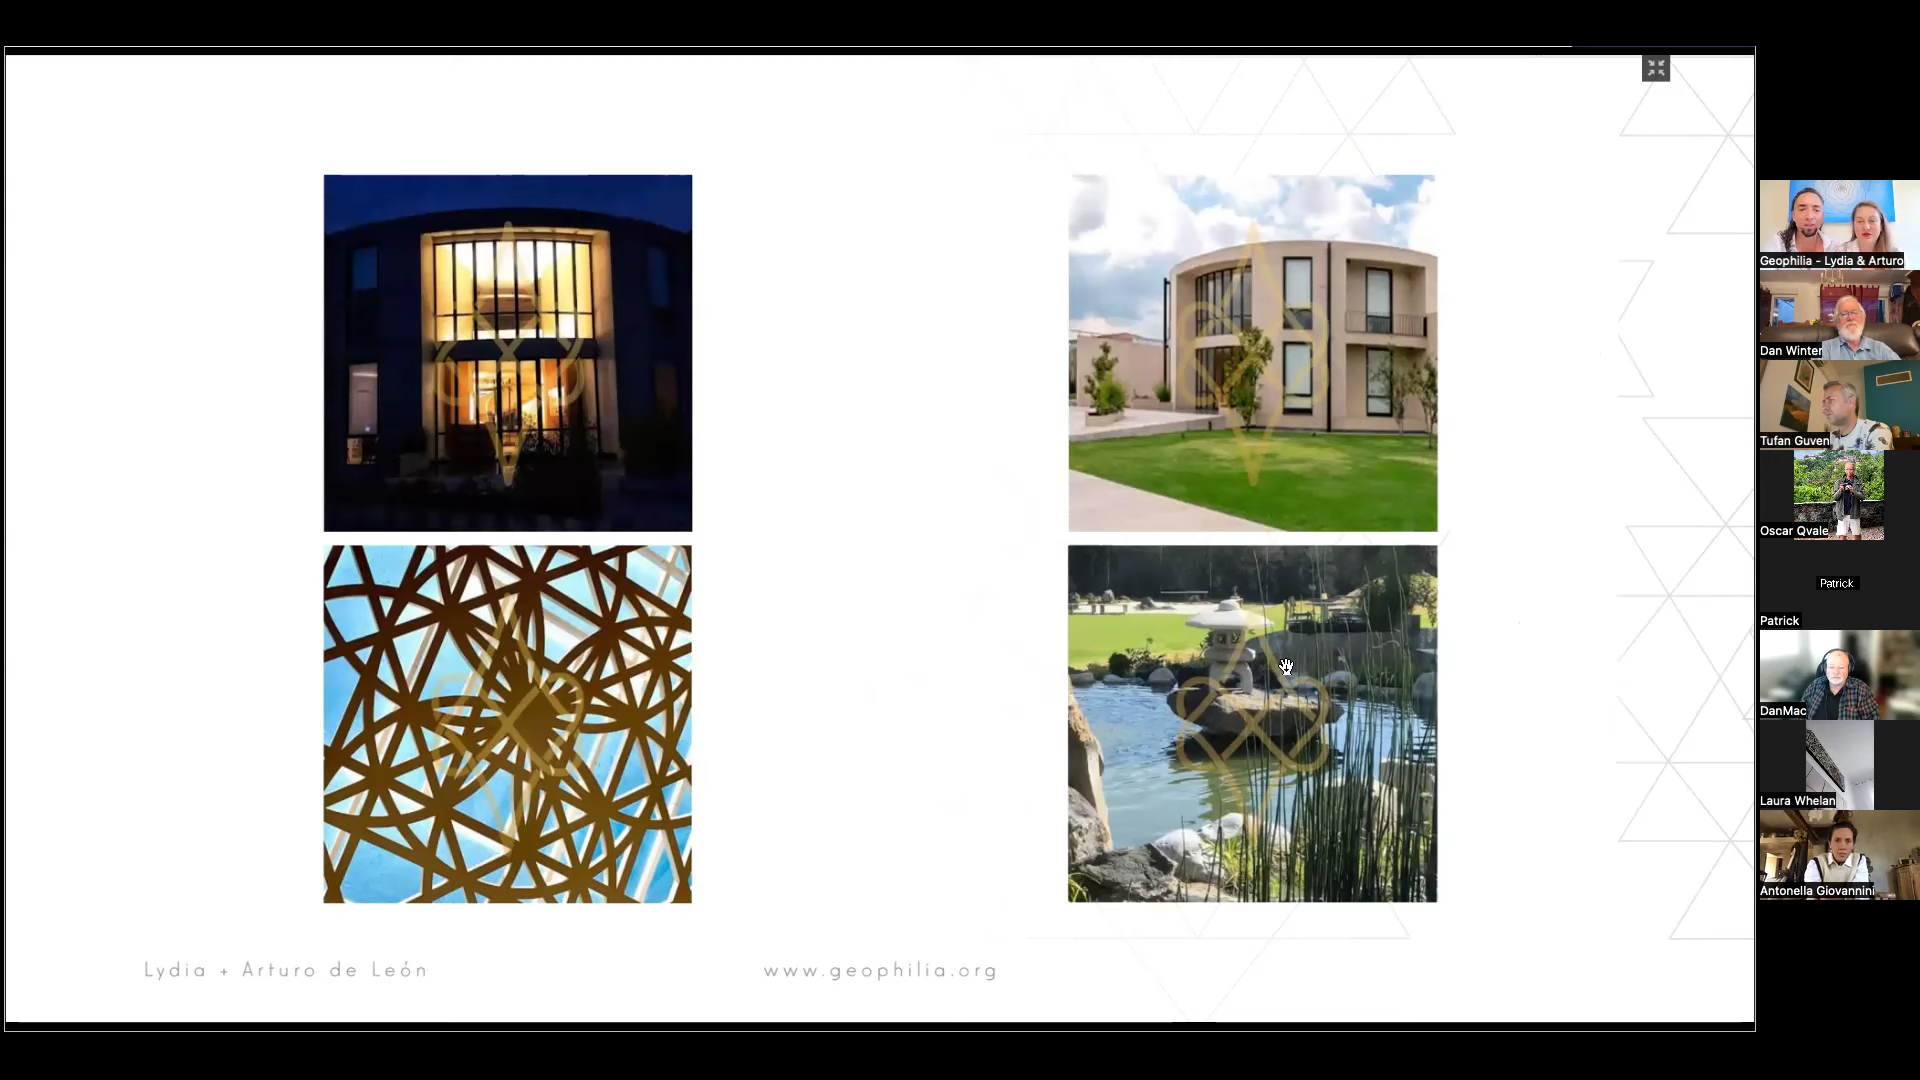 Lydia + Arturo de León
www.geophilia.org
Geophilia - Lydia & Arturo
Dan Winter
Tufan Guven
Oscar Qvale
Patrick
Patrick
DanMac
Laura Whelan
Antonella Giovannini